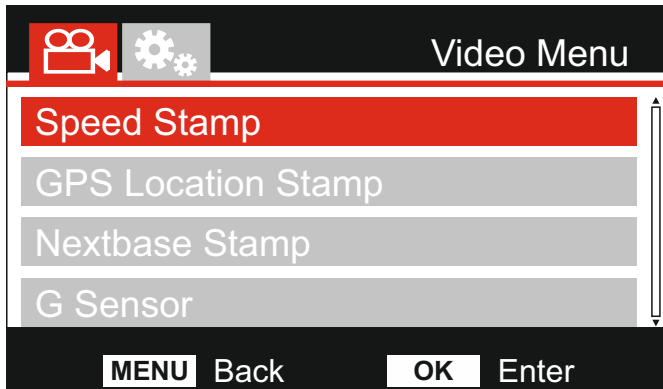 Video Menu
Speed Stamp
GPS Location Stamp
Nextbase Stamp
G Sensor
MENU Back OK Enter